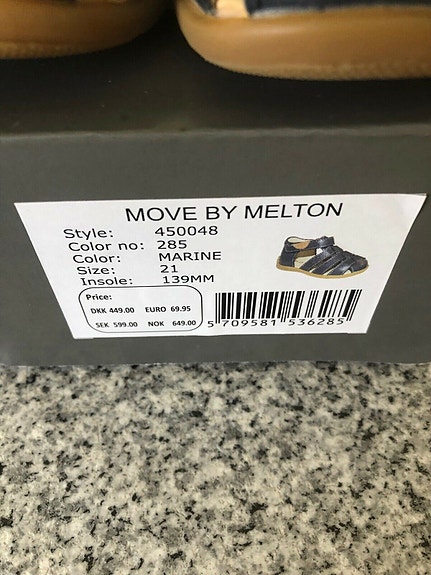 MOVE BY MELTON
Style: 450048
Color no: 285
Color: MARINE
Size: 21
Insole: 139MM
Price:
DKK 449.00 EURO 69.95
SEK 599.00 NOK 649.00
5 709581 536285